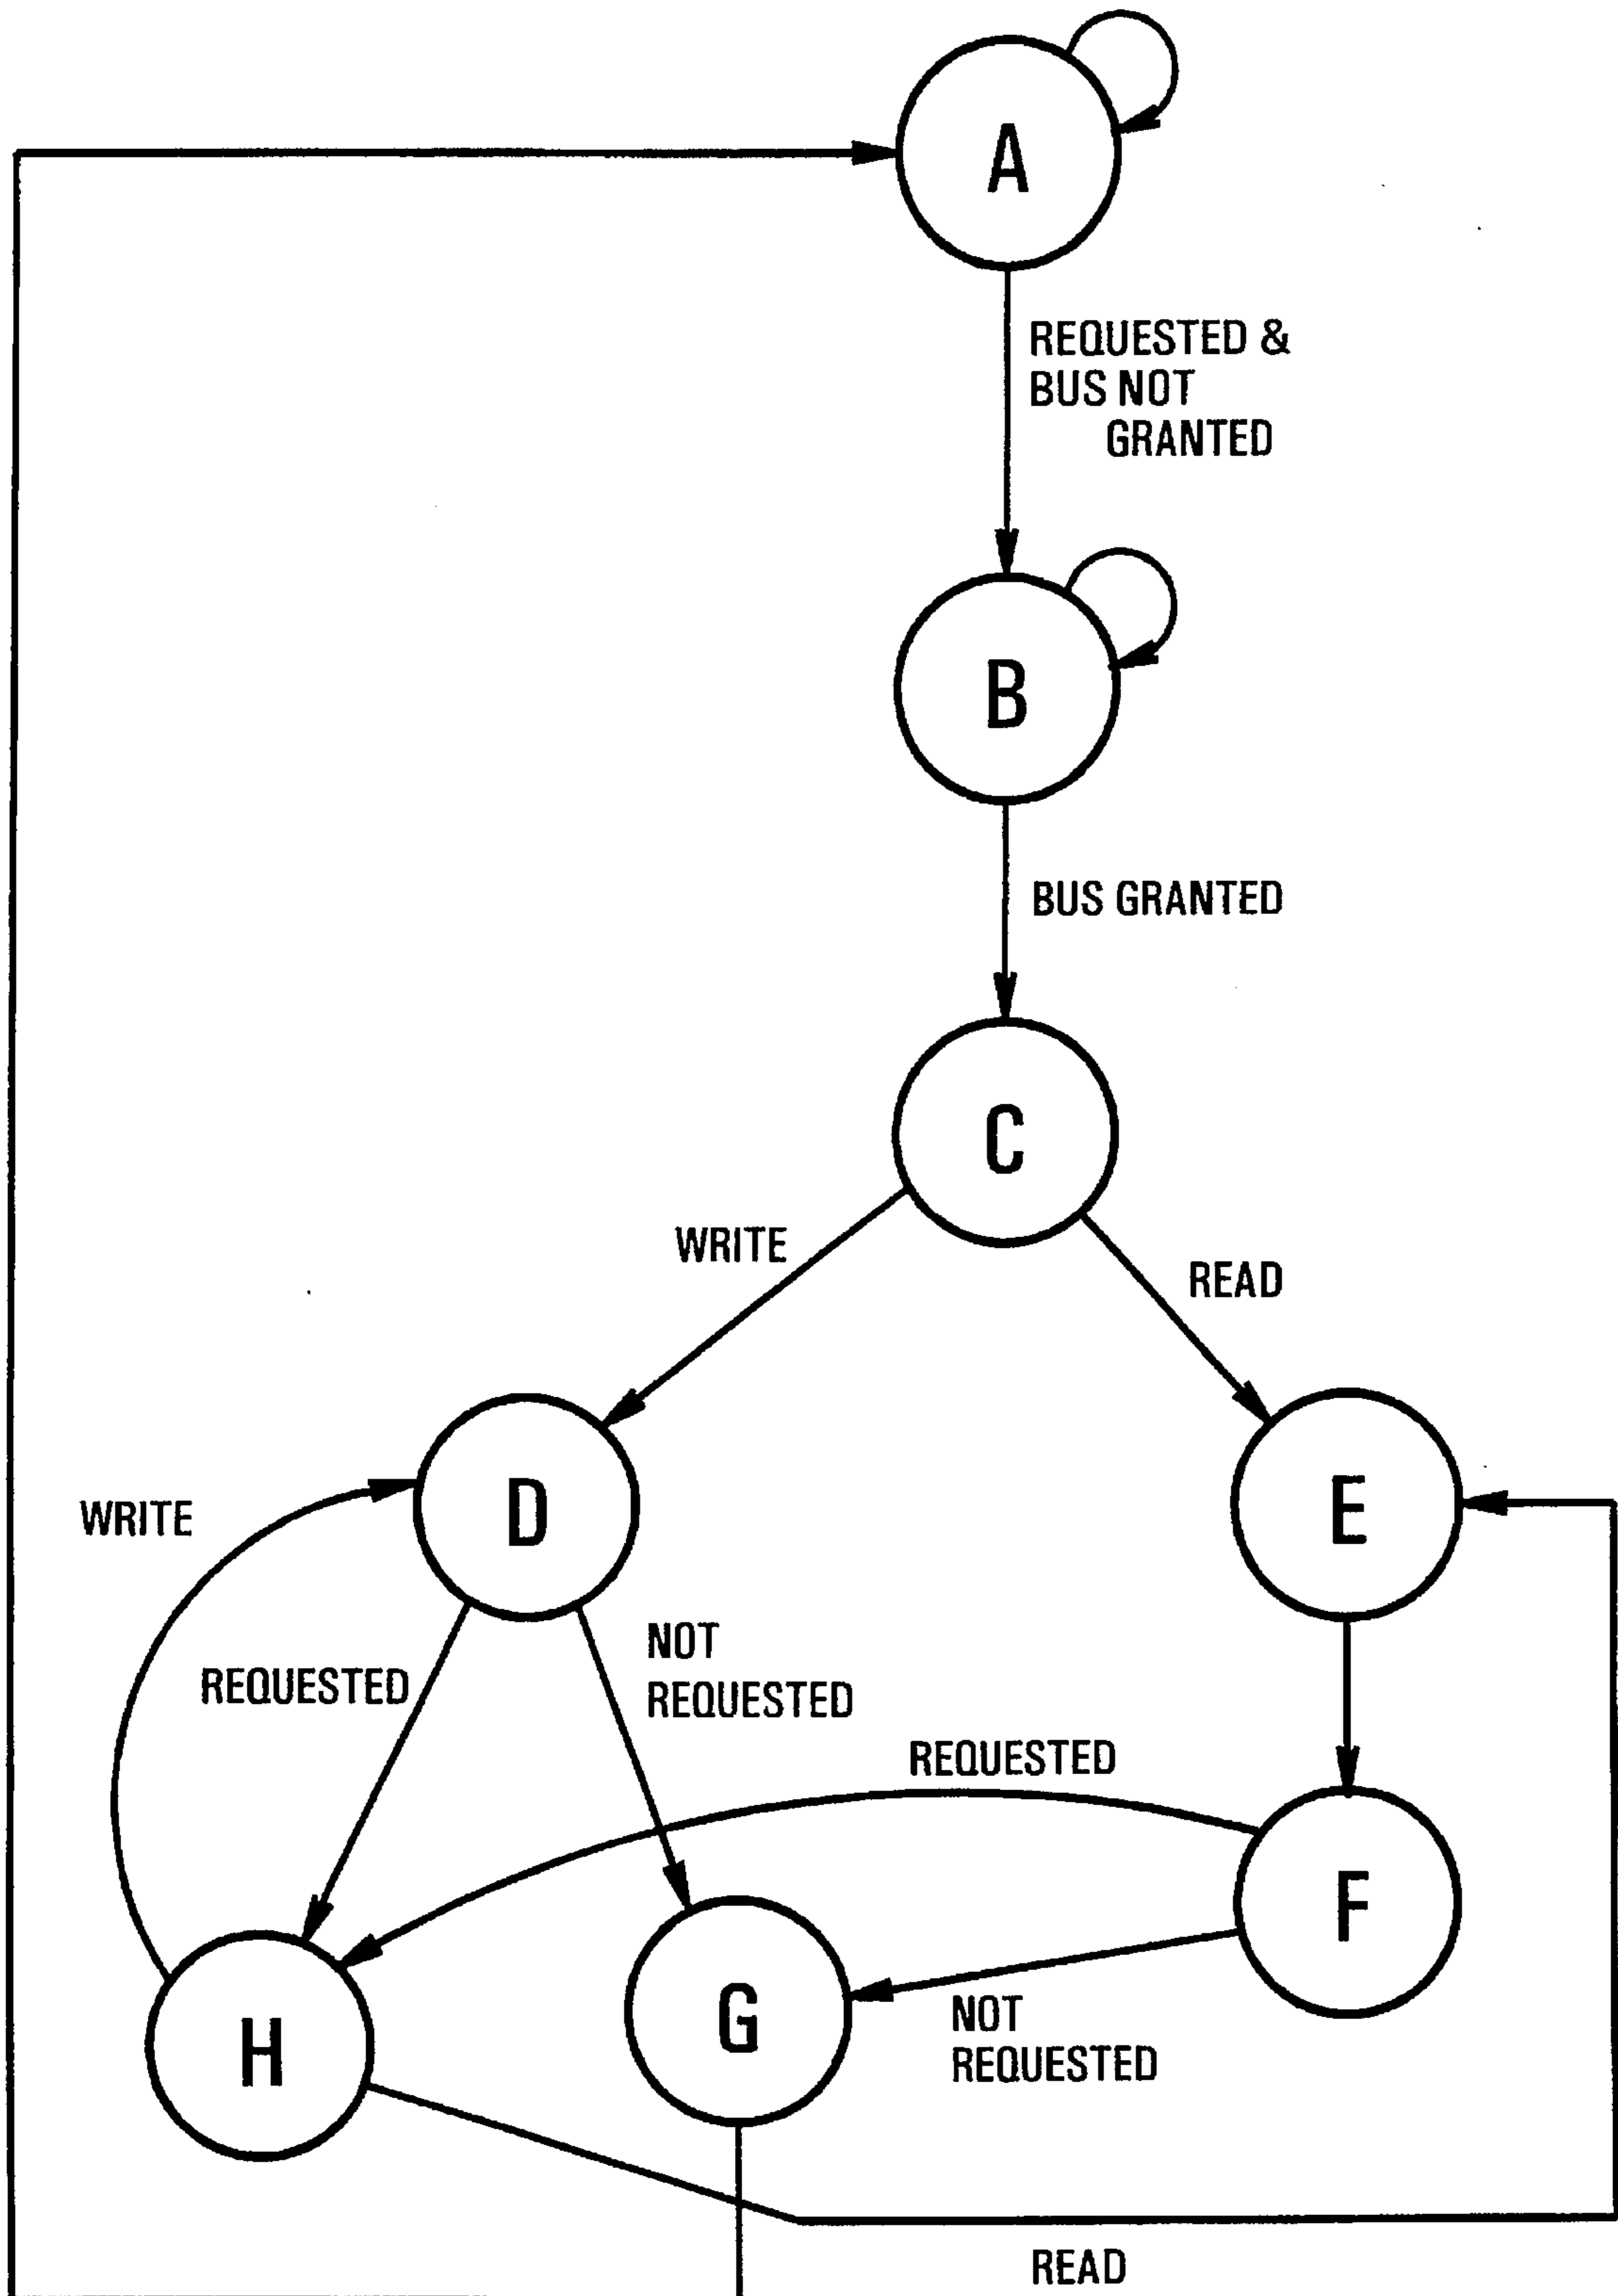 A
REQUESTED &
BUS NOT
GRANTED
B
BUS GRANTED
C
WRITE
READ
D
E
WRITE
NOT
REQUESTED
REQUESTED
REQUESTED
F
G
H
NOT
REQUESTED
READ